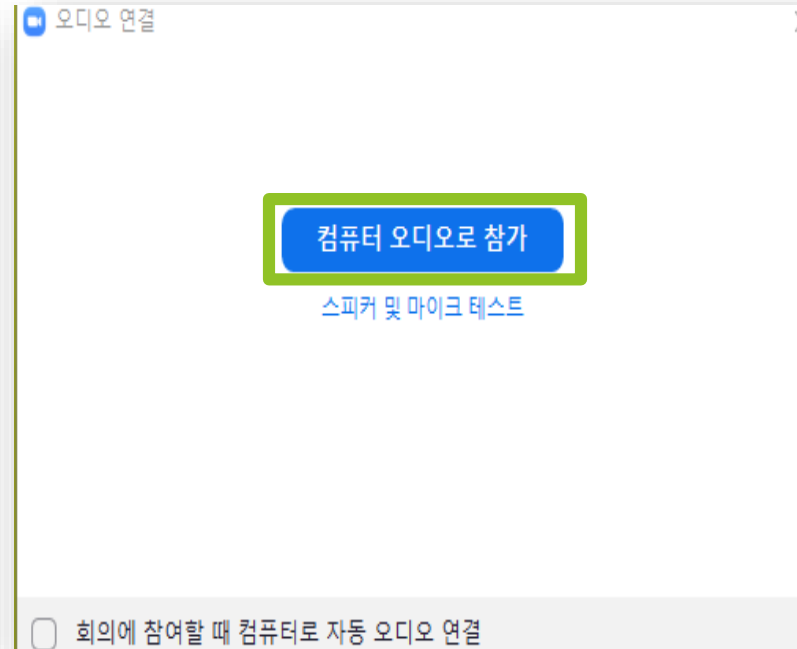 오디오 연결
컴퓨터 오디오로 참가
스피커 및 마이크 테스트
회의에 참여할 때 컴퓨터로 자동 오디오 연결